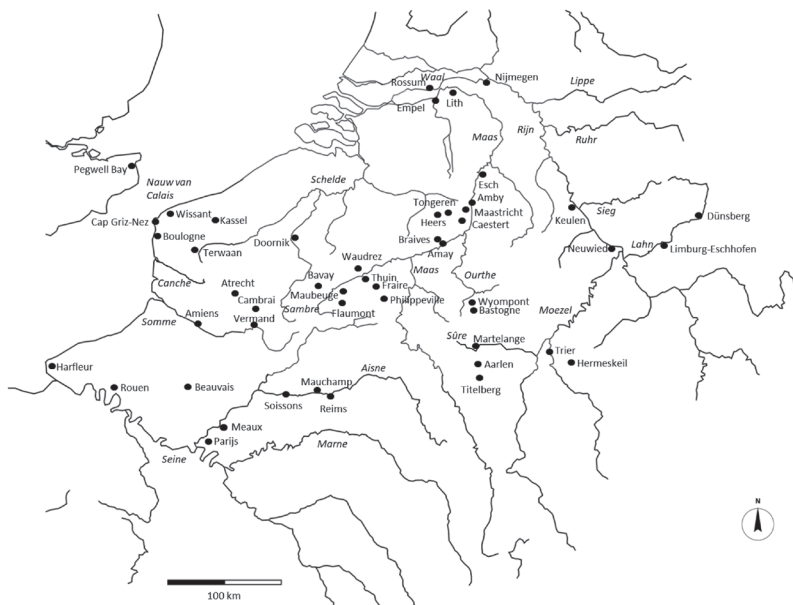 Nijmegen
Waal
Rossum
Lippe
Empel
Lith
Maas
Rijn
Ruhr
Pegwell Bay
Nauw van
Calais
Schelde
Esch
Amby
Tongeren
Maastricht
Heers
Caestert
Wissant
Kassel
Cap Griz-Nez
Boulogne
Terwaan
Doornik
Braives
Amay
Keulen
Sieg
Dünsberg
Neuwied
Lahn
Limburg-Eschhofen
Waudrez
Bavay
Thuin
Maas
Ourthe
Canche
Atrecht
Maubeuge
Fraire
Philippeville
Cambrai
Sambre
Flaumont
Wyompont
Bastogne
Moezel
Somme
Amiens
Vermand
Sûre
Martelange
Trier
Hermeskeil
Harfleur
Aarlen
Titelberg
Rouen
Beauvais
Mauchamp
Aisne
Soissons
Reims
Meaux
Parijs
Marne
Seine
N
100 km